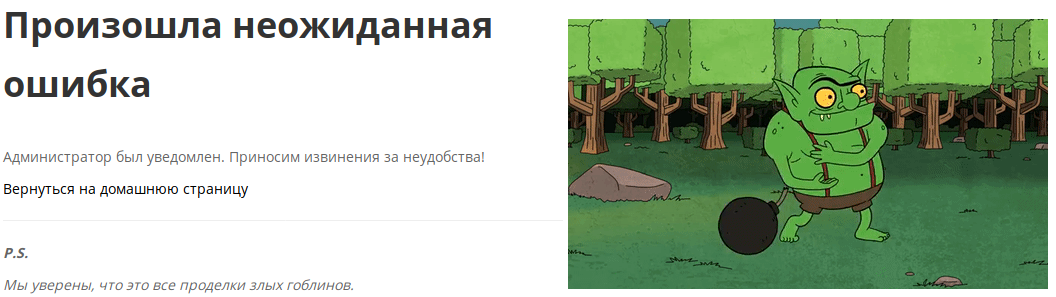 Произошла неожиданная
ошибка
Администратор был уведомлен. Приносим извинения за неудобства!
Вернуться на домашнюю страницу
P.S.
Мы уверены, что это все проделки злых гоблинов.